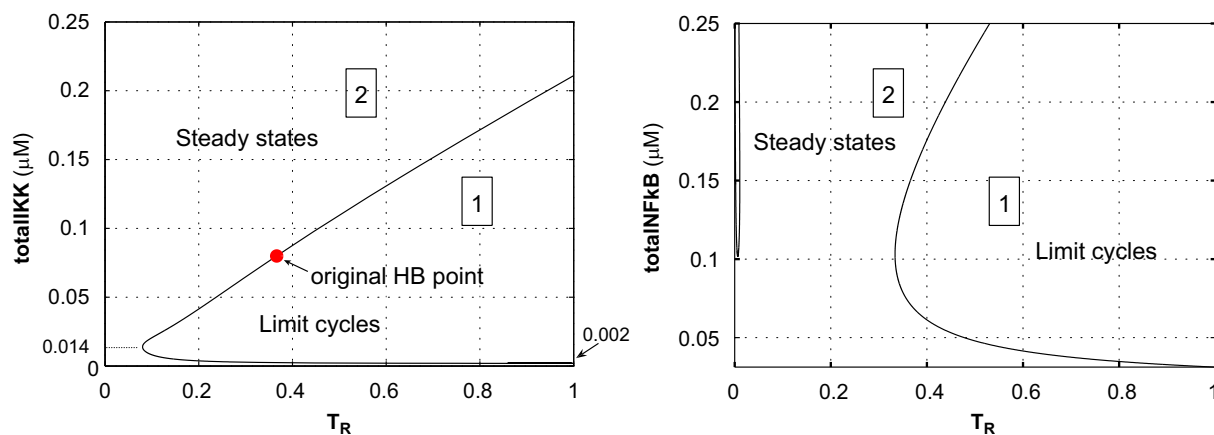 0.25
0.2
0.15
0.1
0.05
0.014
0
totalIKK (μM)
2
Steady states
1
original HB point
Limit cycles
0.002
0 0.2 0.4 0.6 0.8 1
T_R
0.25
0.2
0.15
0.1
0.05
totalNFkB (μM)
2
Steady states
1
Limit cycles
0 0.2 0.4 0.6 0.8 1
T_R